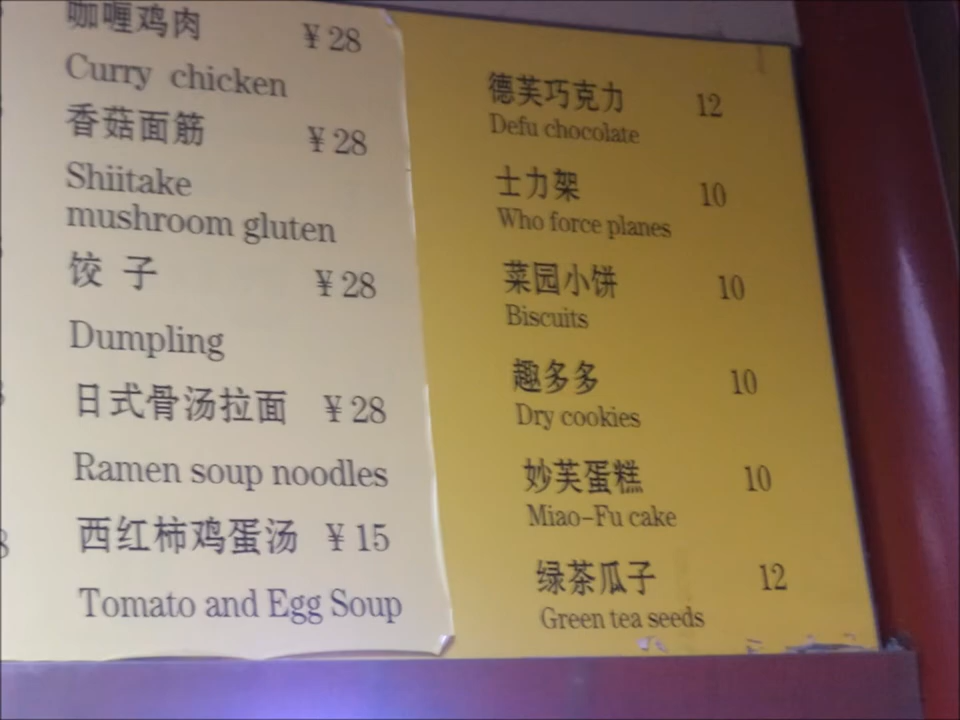 咖喱鸡肉 ¥28
Curry chicken
香菇面筋 ¥28
Shiitake
mushroom gluten
饺子 ¥28
Dumpling
日式骨汤拉面 ¥28
Ramen soup noodles
西红柿鸡蛋汤 ¥15
Tomato and Egg Soup
德芙巧克力 12
Defu chocolate
士力架 10
Who force planes
菜园小饼 10
Biscuits
趣多多 10
Dry cookies
妙芙蛋糕 10
Miao-Fu cake
绿茶瓜子 12
Green tea seeds